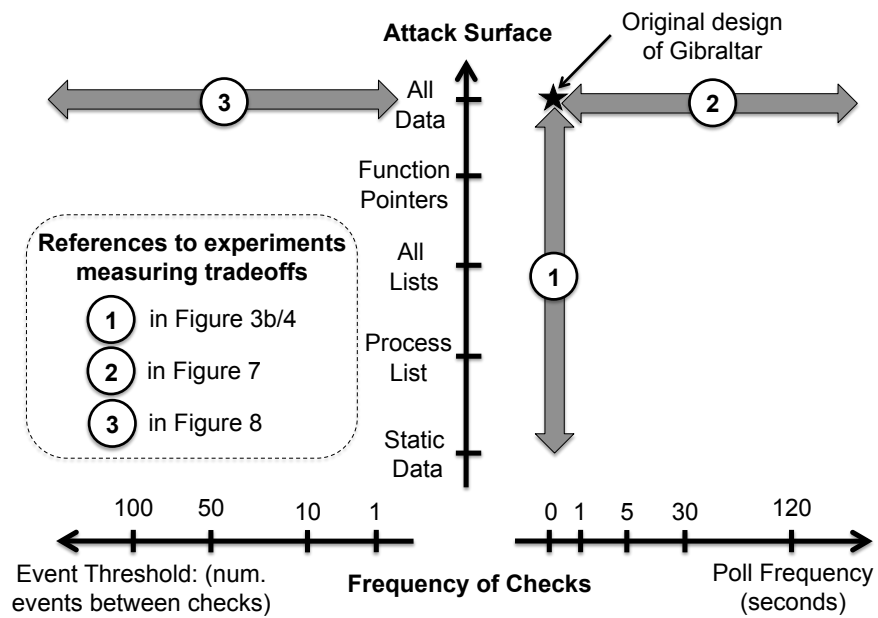 Attack Surface
Original design
of Gibraltar
All
Data
Function
Pointers
All
Lists
Process
List
Static
Data
3
2
1
References to experiments
measuring tradeoffs
1 in Figure 3b/4
2 in Figure 7
3 in Figure 8
100 50 10 1
0 1 5 30 120
Event Threshold: (num.
events between checks)
Frequency of Checks
Poll Frequency
(seconds)